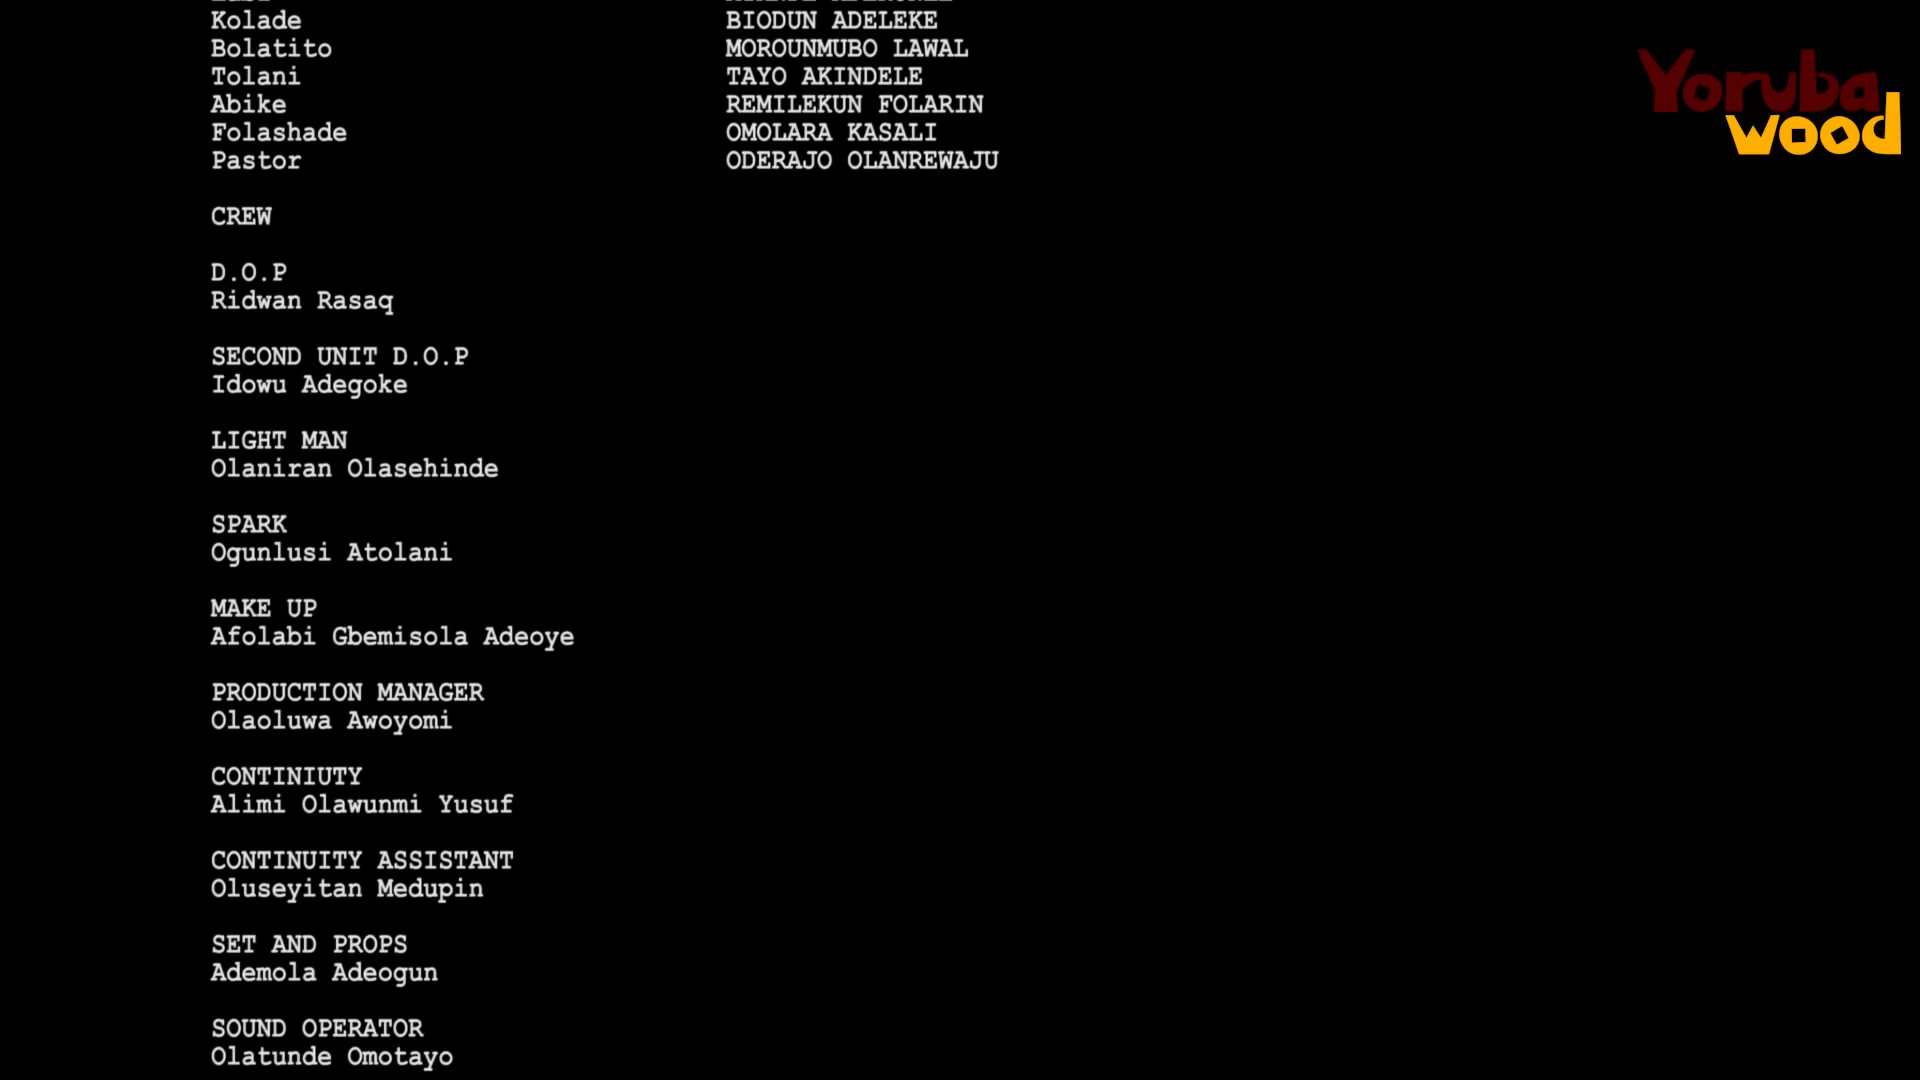 Kolade BIODUN ADELEKE
Bolatito MOROUNMUBO LAWAL
Tolani TAYO AKINDELE
Abike REMILEKUN FOLARIN
Folashade OMOLARA KASALI
Pastor ODERAJO OLANREWAJU
Yoruba
wood
CREW
D.O.P
Ridwan Rasaq
SECOND UNIT D.O.P
Idowu Adegoke
LIGHT MAN
Olaniran Olasehinde
SPARK
Ogunlusi Atolani
MAKE UP
Afolabi Gbemisola Adeoye
PRODUCTION MANAGER
Olaoluwa Awoyomi
CONTINIUTY
Alimi Olawunmi Yusuf
CONTINUITY ASSISTANT
Oluseyitan Medupin
SET AND PROPS
Ademola Adeogun
SOUND OPERATOR
Olatunde Omotayo